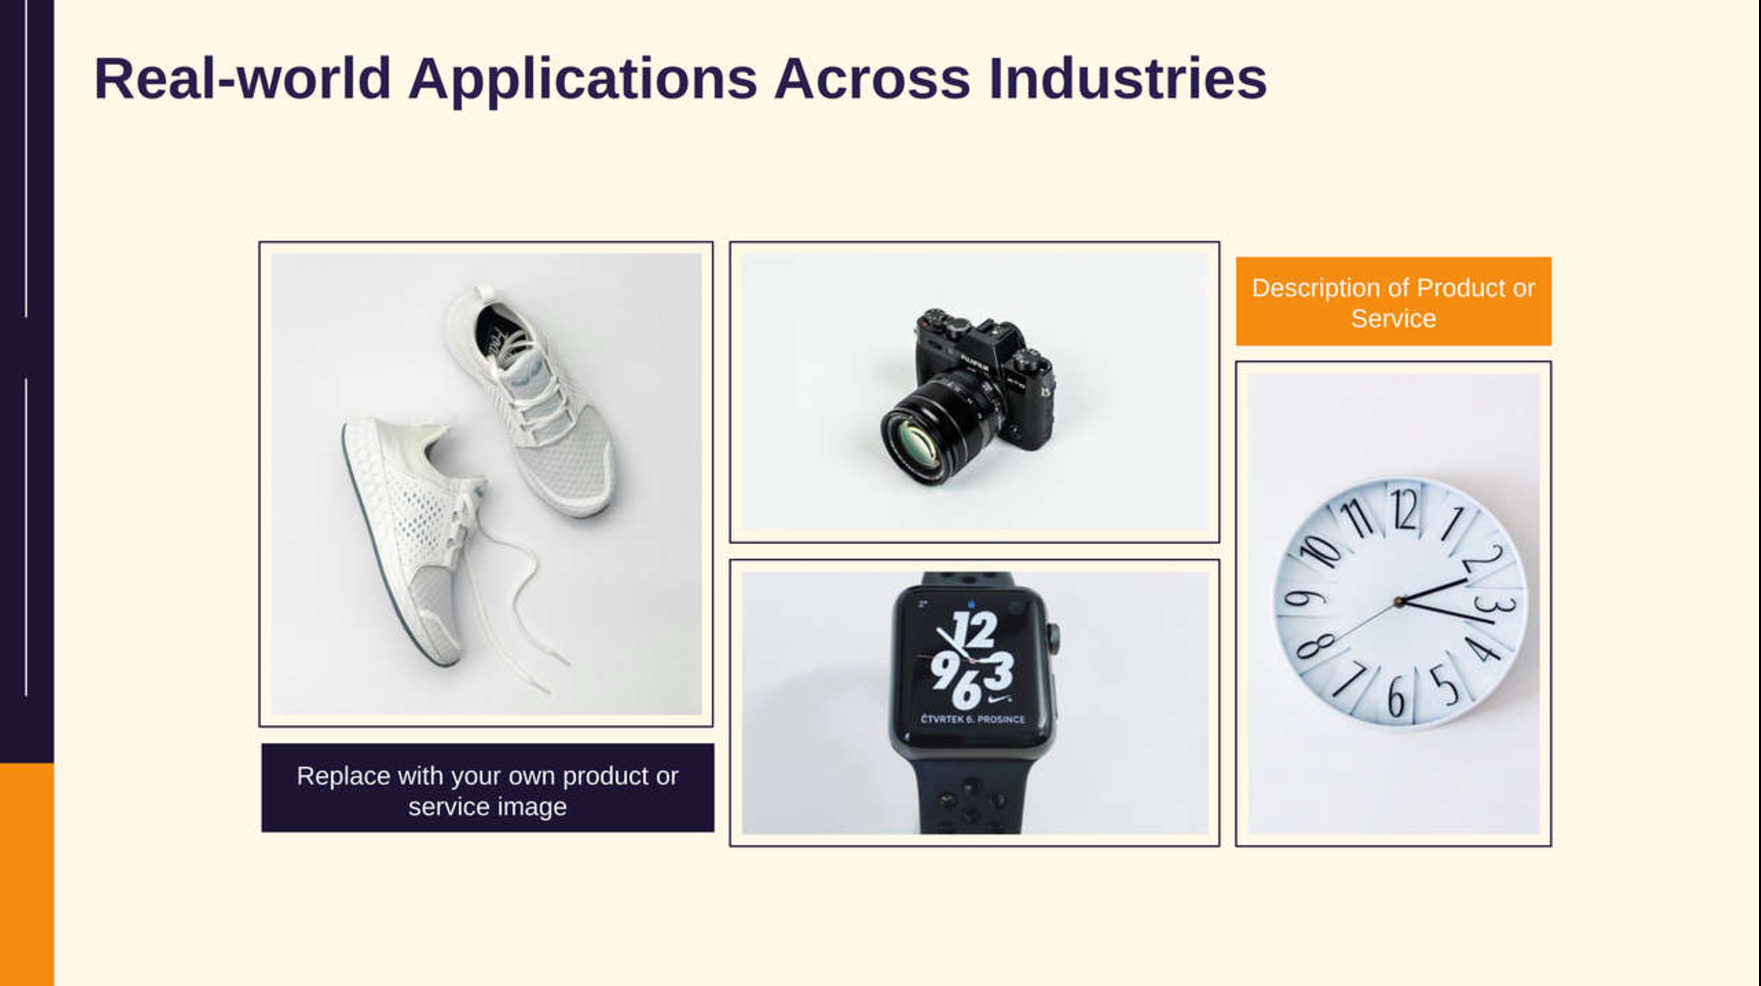 Real-world Applications Across Industries
Description of Product or
Service
FUJIFILM
12
9 3
6
ČTVRTEK 6. PROSINCE
12
1
2
3
4
5
6
7
8
9
10
11
Replace with your own product or
service image